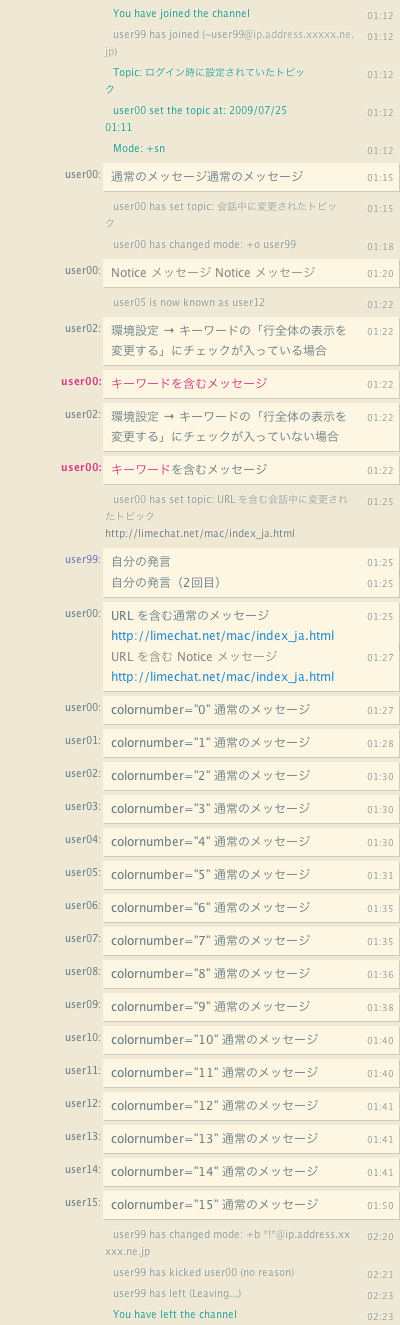 You have joined the channel 01:12
user99 has joined (~user99@ip.address.xxxxx.ne. 01:12
jp)
Topic: ログイン時に設定されていたトピッ 01:12
ク
user00 set the topic at: 2009/07/25 01:12
01:11
Mode: +sn 01:12
user00: 通常のメッセージ通常のメッセージ 01:15
user00 has set topic: 会話中に変更されたトピッ 01:15
ク
user00 has changed mode: +o user99 01:18
user00: Notice メッセージ Notice メッセージ 01:20
user05 is now known as user12 01:22
user02: 環境設定 → キーワードの「行全体の表示を 01:22
変更する」にチェックが入っている場合
user00: キーワードを含むメッセージ 01:22
user02: 環境設定 → キーワードの「行全体の表示を 01:22
変更する」にチェックが入っていない場合
user00: キーワードを含むメッセージ 01:22
user00 has set topic: URL を含む会話中に変更され 01:25
たトピック
http://limechat.net/mac/index_ja.html
user99: 自分の発言 01:25
自分の発言（2回目） 01:25
user00: URL を含む通常のメッセージ 01:25
http://limechat.net/mac/index_ja.html
URL を含む Notice メッセージ 01:27
http://limechat.net/mac/index_ja.html
user00: colornumber="0" 通常のメッセージ 01:27
user01: colornumber="1" 通常のメッセージ 01:28
user02: colornumber="2" 通常のメッセージ 01:30
user03: colornumber="3" 通常のメッセージ 01:30
user04: colornumber="4" 通常のメッセージ 01:30
user05: colornumber="5" 通常のメッセージ 01:31
user06: colornumber="6" 通常のメッセージ 01:35
user07: colornumber="7" 通常のメッセージ 01:35
user08: colornumber="8" 通常のメッセージ 01:36
user09: colornumber="9" 通常のメッセージ 01:38
user10: colornumber="10" 通常のメッセージ 01:40
user11: colornumber="11" 通常のメッセージ 01:40
user12: colornumber="12" 通常のメッセージ 01:41
user13: colornumber="13" 通常のメッセージ 01:41
user14: colornumber="14" 通常のメッセージ 01:41
user15: colornumber="15" 通常のメッセージ 01:50
user99 has changed mode: +b *!*@ip.address.xx 02:20
xxx.ne.jp
user99 has kicked user00 (no reason) 02:21
user99 has left (Leaving...) 02:23
You have left the channel 02:23